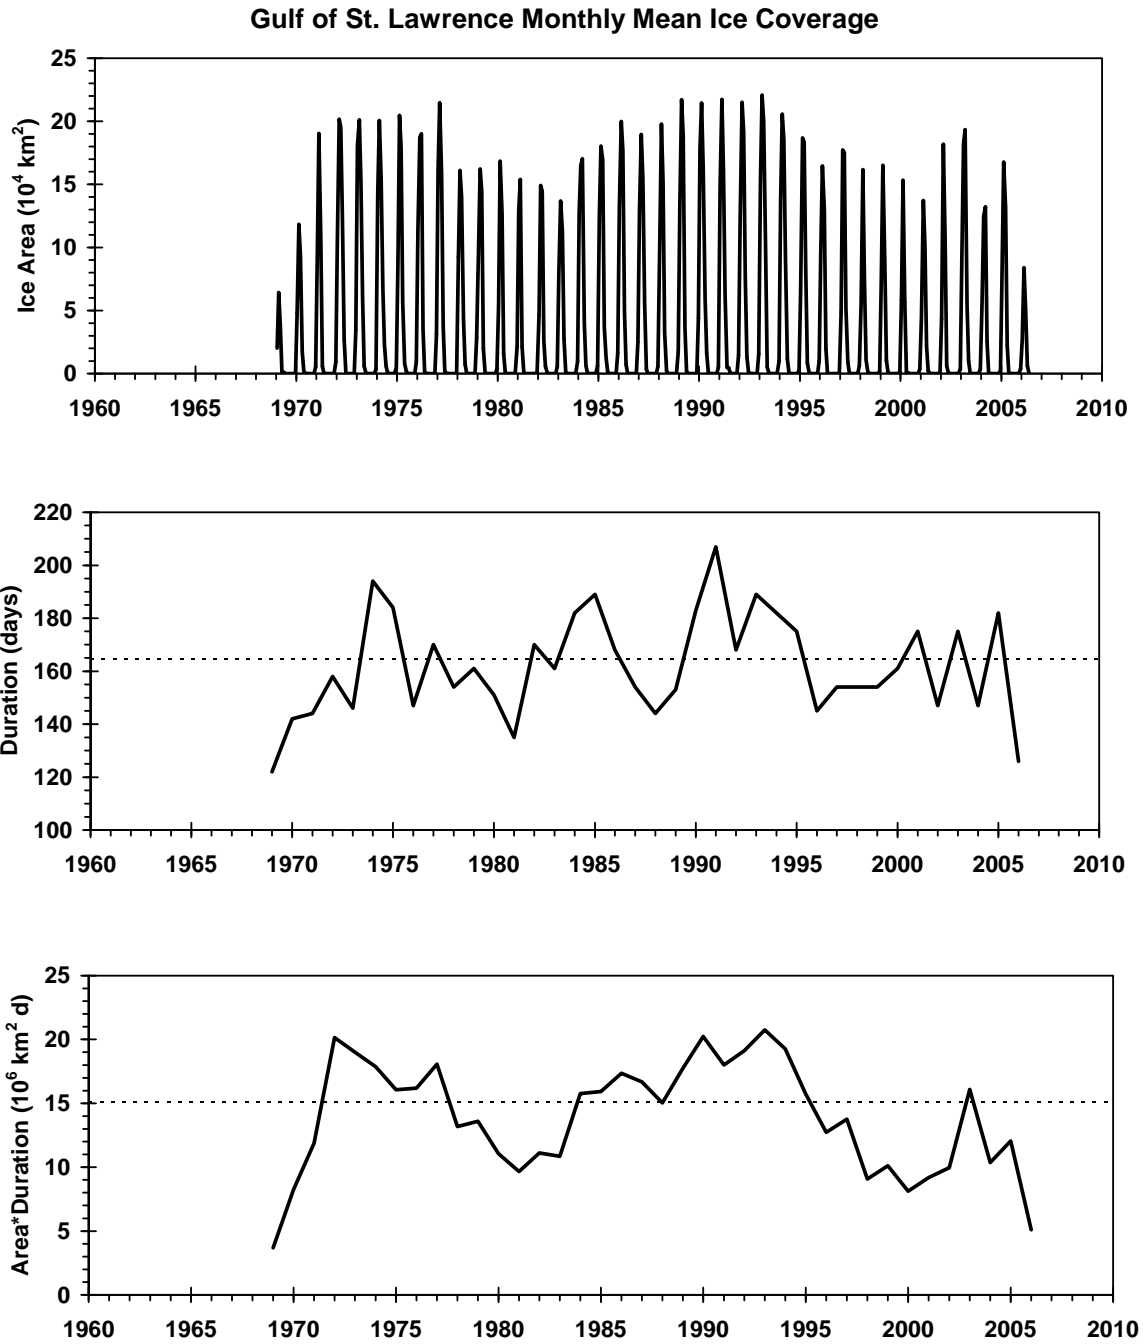 Gulf of St. Lawrence Monthly Mean Ice Coverage
Ice Area (10⁴ km²)
25
20
15
10
5
0
1960 1965 1970 1975 1980 1985 1990 1995 2000 2005 2010
Duration (days)
220
200
180
160
140
120
100
1960 1965 1970 1975 1980 1985 1990 1995 2000 2005 2010
Area*Duration (10⁶ km² d)
25
20
15
10
5
0
1960 1965 1970 1975 1980 1985 1990 1995 2000 2005 2010